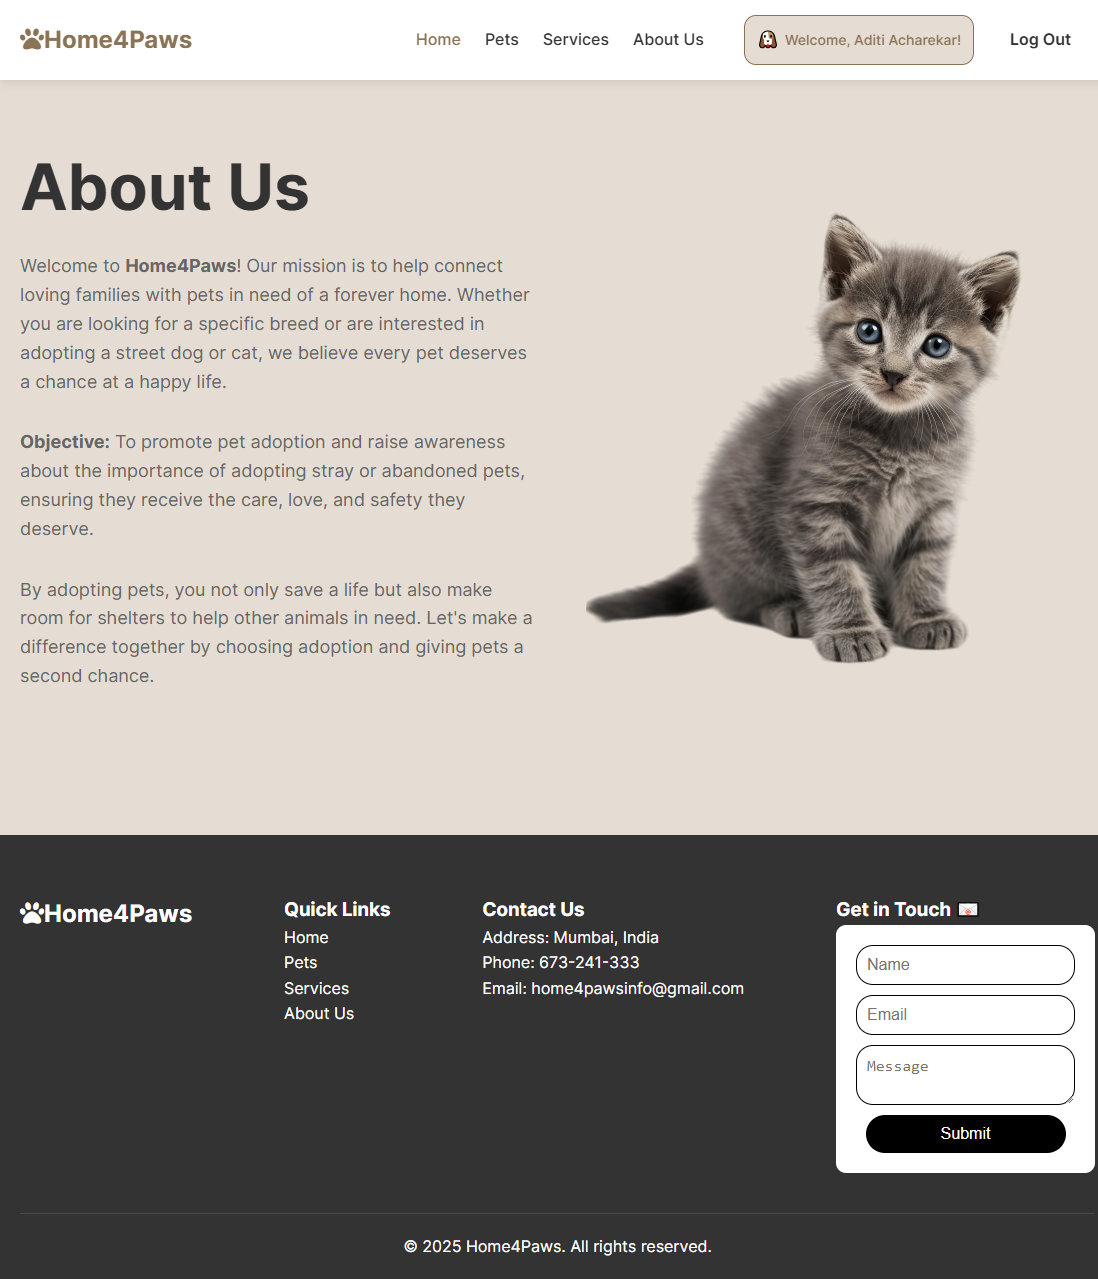 Home4Paws
Home Pets Services About Us Welcome, Aditi Acharekar! Log Out
About Us
Welcome to Home4Paws! Our mission is to help connect
loving families with pets in need of a forever home. Whether
you are looking for a specific breed or are interested in
adopting a street dog or cat, we believe every pet deserves
a chance at a happy life.
Objective: To promote pet adoption and raise awareness
about the importance of adopting stray or abandoned pets,
ensuring they receive the care, love, and safety they
deserve.
By adopting pets, you not only save a life but also make
room for shelters to help other animals in need. Let's make a
difference together by choosing adoption and giving pets a
second chance.
Home4Paws
Quick Links
Home
Pets
Services
About Us
Contact Us
Address: Mumbai, India
Phone: 673-241-333
Email: home4pawsinfo@gmail.com
Get in Touch 💌
Name
Email
Message
Submit
© 2025 Home4Paws. All rights reserved.